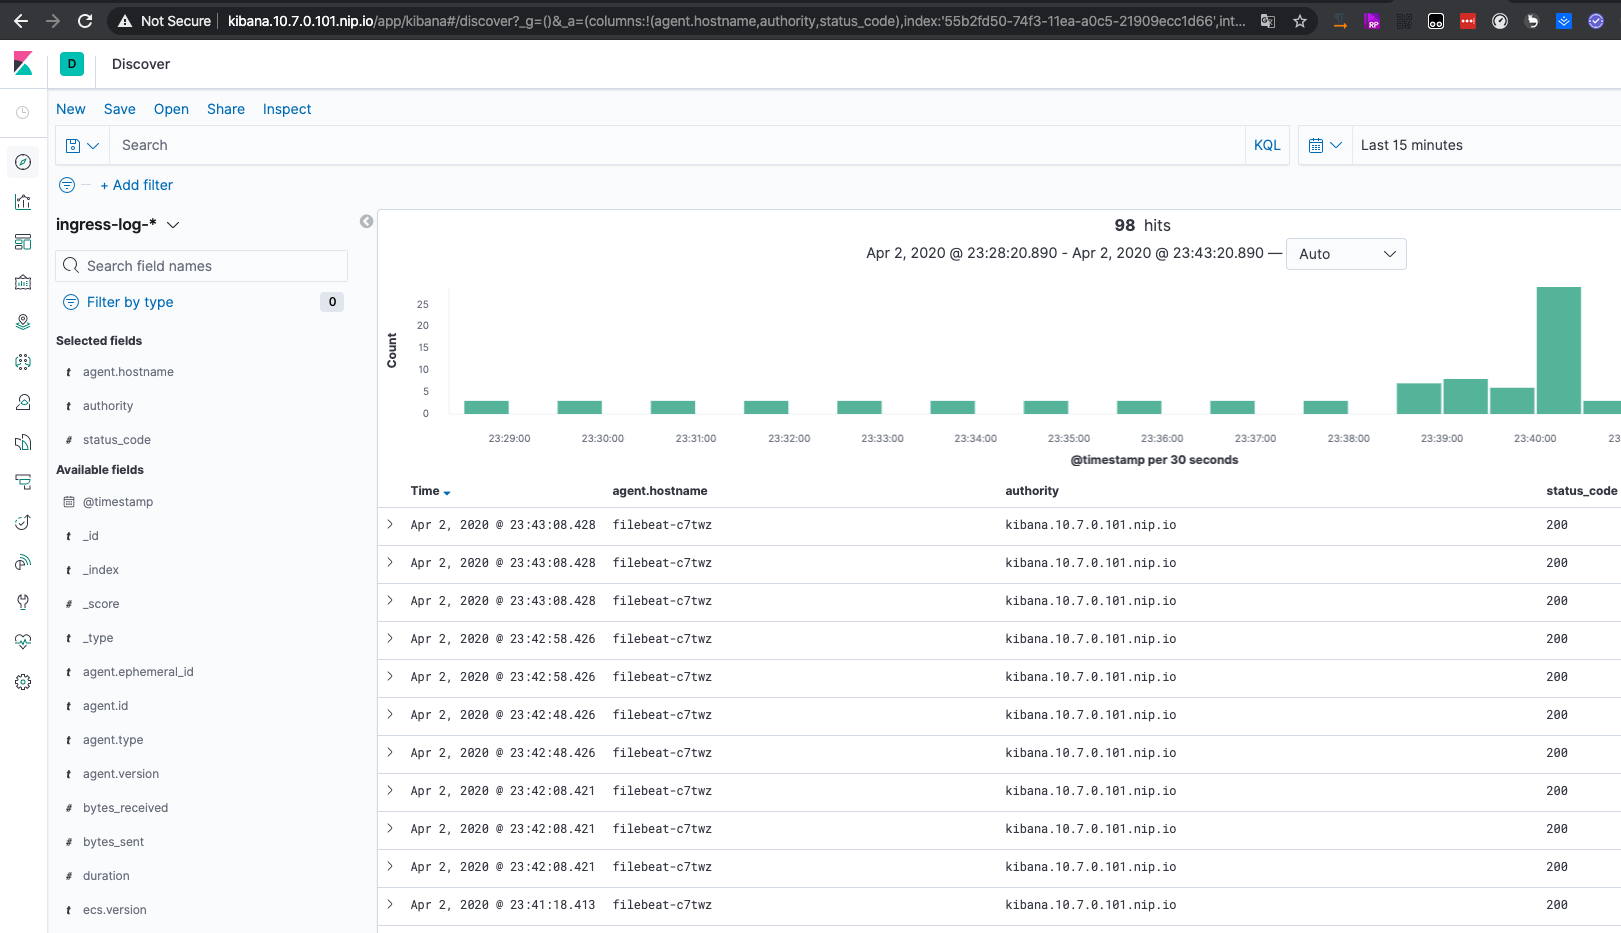 Not Secure kibana.10.7.0.101.nip.io/app/kibana#/discover?_g=()&_a=(columns:!(agent.hostname,authority,status_code),index:'55b2fd50-74f3-11ea-a0c5-21909ecc1d66',int...
D Discover
New Save Open Share Inspect
Search KQL Last 15 minutes
+ Add filter
ingress-log-*
Search field names
Filter by type 0
Selected fields
t agent.hostname
t authority
# status_code
Available fields
@timestamp
t _id
t _index
# _score
t _type
t agent.ephemeral_id
t agent.id
t agent.type
t agent.version
# bytes_received
# bytes_sent
# duration
t ecs.version
98 hits
Apr 2, 2020 @ 23:28:20.890 - Apr 2, 2020 @ 23:43:20.890 — Auto
Count
25
20
15
10
5
0
23:29:00 23:30:00 23:31:00 23:32:00 23:33:00 23:34:00 23:35:00 23:36:00 23:37:00 23:38:00 23:39:00 23:40:00 23
@timestamp per 30 seconds
Time agent.hostname authority status_code
Apr 2, 2020 @ 23:43:08.428 filebeat-c7twz kibana.10.7.0.101.nip.io 200
Apr 2, 2020 @ 23:43:08.428 filebeat-c7twz kibana.10.7.0.101.nip.io 200
Apr 2, 2020 @ 23:43:08.428 filebeat-c7twz kibana.10.7.0.101.nip.io 200
Apr 2, 2020 @ 23:42:58.426 filebeat-c7twz kibana.10.7.0.101.nip.io 200
Apr 2, 2020 @ 23:42:58.426 filebeat-c7twz kibana.10.7.0.101.nip.io 200
Apr 2, 2020 @ 23:42:48.426 filebeat-c7twz kibana.10.7.0.101.nip.io 200
Apr 2, 2020 @ 23:42:48.426 filebeat-c7twz kibana.10.7.0.101.nip.io 200
Apr 2, 2020 @ 23:42:08.421 filebeat-c7twz kibana.10.7.0.101.nip.io 200
Apr 2, 2020 @ 23:42:08.421 filebeat-c7twz kibana.10.7.0.101.nip.io 200
Apr 2, 2020 @ 23:42:08.421 filebeat-c7twz kibana.10.7.0.101.nip.io 200
Apr 2, 2020 @ 23:41:18.413 filebeat-c7twz kibana.10.7.0.101.nip.io 200